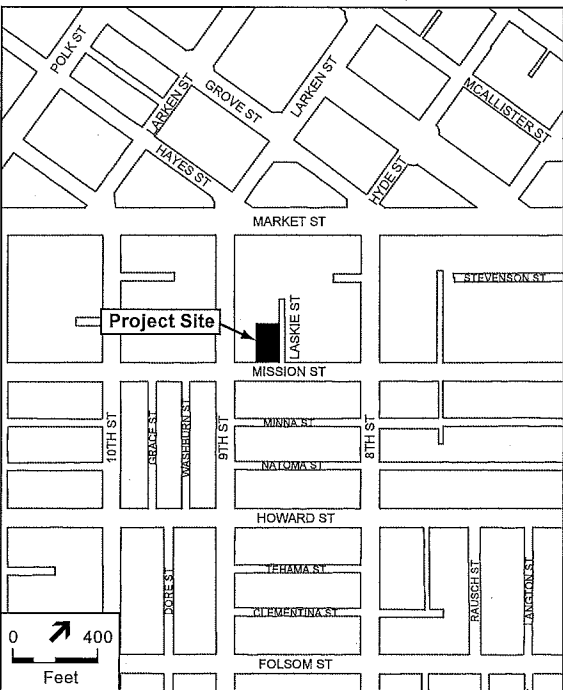 POLK ST
LARKEN ST
GROVE ST
LARKEN ST
MCALLISTER ST
HAYES ST
HYDE ST
MARKET ST
STEVENSON ST
Project Site
LASKIE ST
MISSION ST
10TH ST
GRACE ST
WASHBURN ST
9TH ST
MINNA ST
8TH ST
NATOMA ST
HOWARD ST
DORE ST
TEHAMA ST
CLEMENTINA ST
RAUSCH ST
LANGTON ST
0 400
Feet
FOLSOM ST